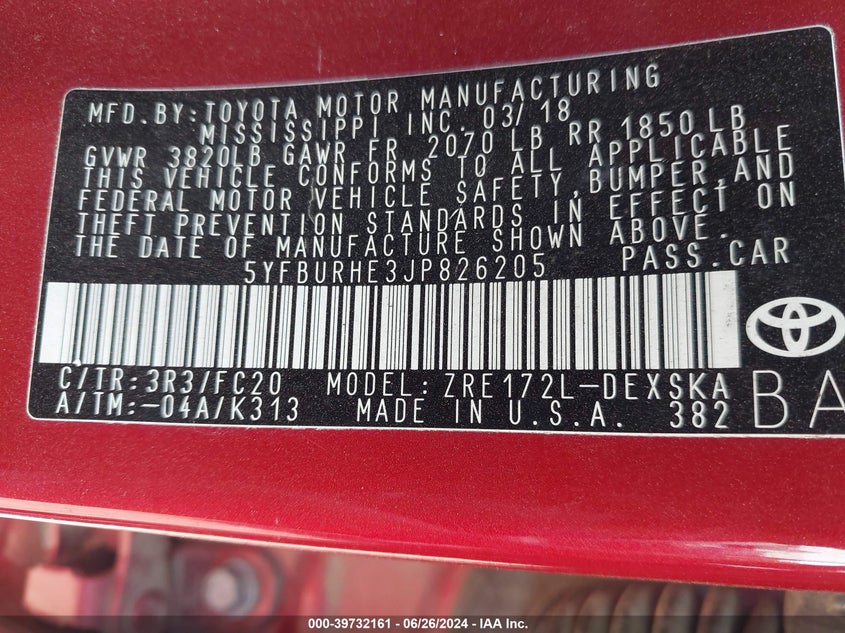 MFD.BY:TOYOTA MOTOR MANUFACTURING
MISSISSIPPI INC. 03/18
GVWR 3820LB GAWR FR 2070 LB RR 1850LB
THIS VEHICLE CONFORMS TO ALL APPLICABLE
FEDERAL MOTOR VEHICLE SAFETY,BUMPER,AND
THEFT PREVENTION STANDARDS IN EFFECT ON
THE DATE OF MANUFACTURE SHOWN ABOVE.
5YFBURHE3JP826205 PASS.CAR
C/TR:3R3/FC20 MODEL:ZRE172L-DEXSKA
A/TM:-04A/K313 MADE IN U.S.A. 382 BA
000-39732161 - 06/26/2024 - IAA Inc.